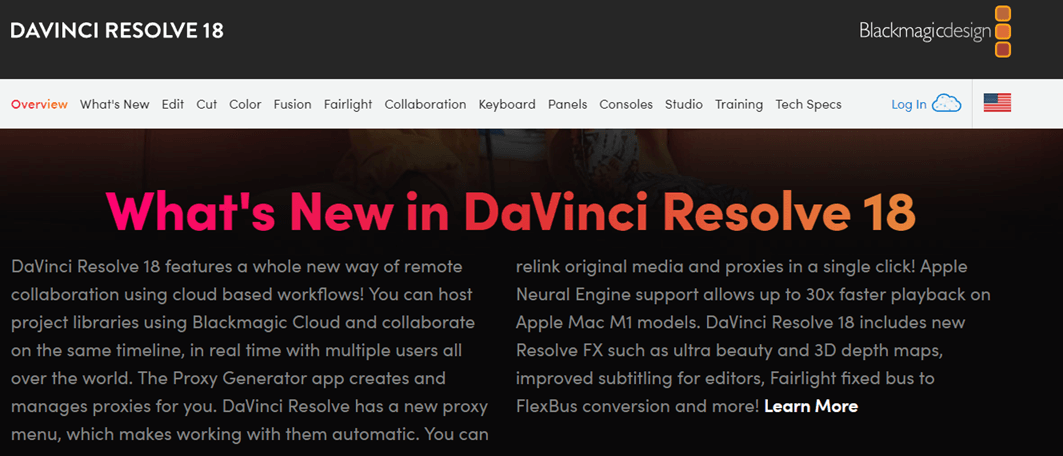 DAVINCI RESOLVE 18
Blackmagicdesign
Overview What's New Edit Cut Color Fusion Fairlight Collaboration Keyboard Panels Consoles Studio Training Tech Specs Log In
What's New in DaVinci Resolve 18
DaVinci Resolve 18 features a whole new way of remote
collaboration using cloud based workflows! You can host
project libraries using Blackmagic Cloud and collaborate
on the same timeline, in real time with multiple users all
over the world. The Proxy Generator app creates and
manages proxies for you. DaVinci Resolve has a new proxy
menu, which makes working with them automatic. You can
relink original media and proxies in a single click! Apple
Neural Engine support allows up to 30x faster playback on
Apple Mac M1 models. DaVinci Resolve 18 includes new
Resolve FX such as ultra beauty and 3D depth maps,
improved subtitling for editors, Fairlight fixed bus to
FlexBus conversion and more! Learn More